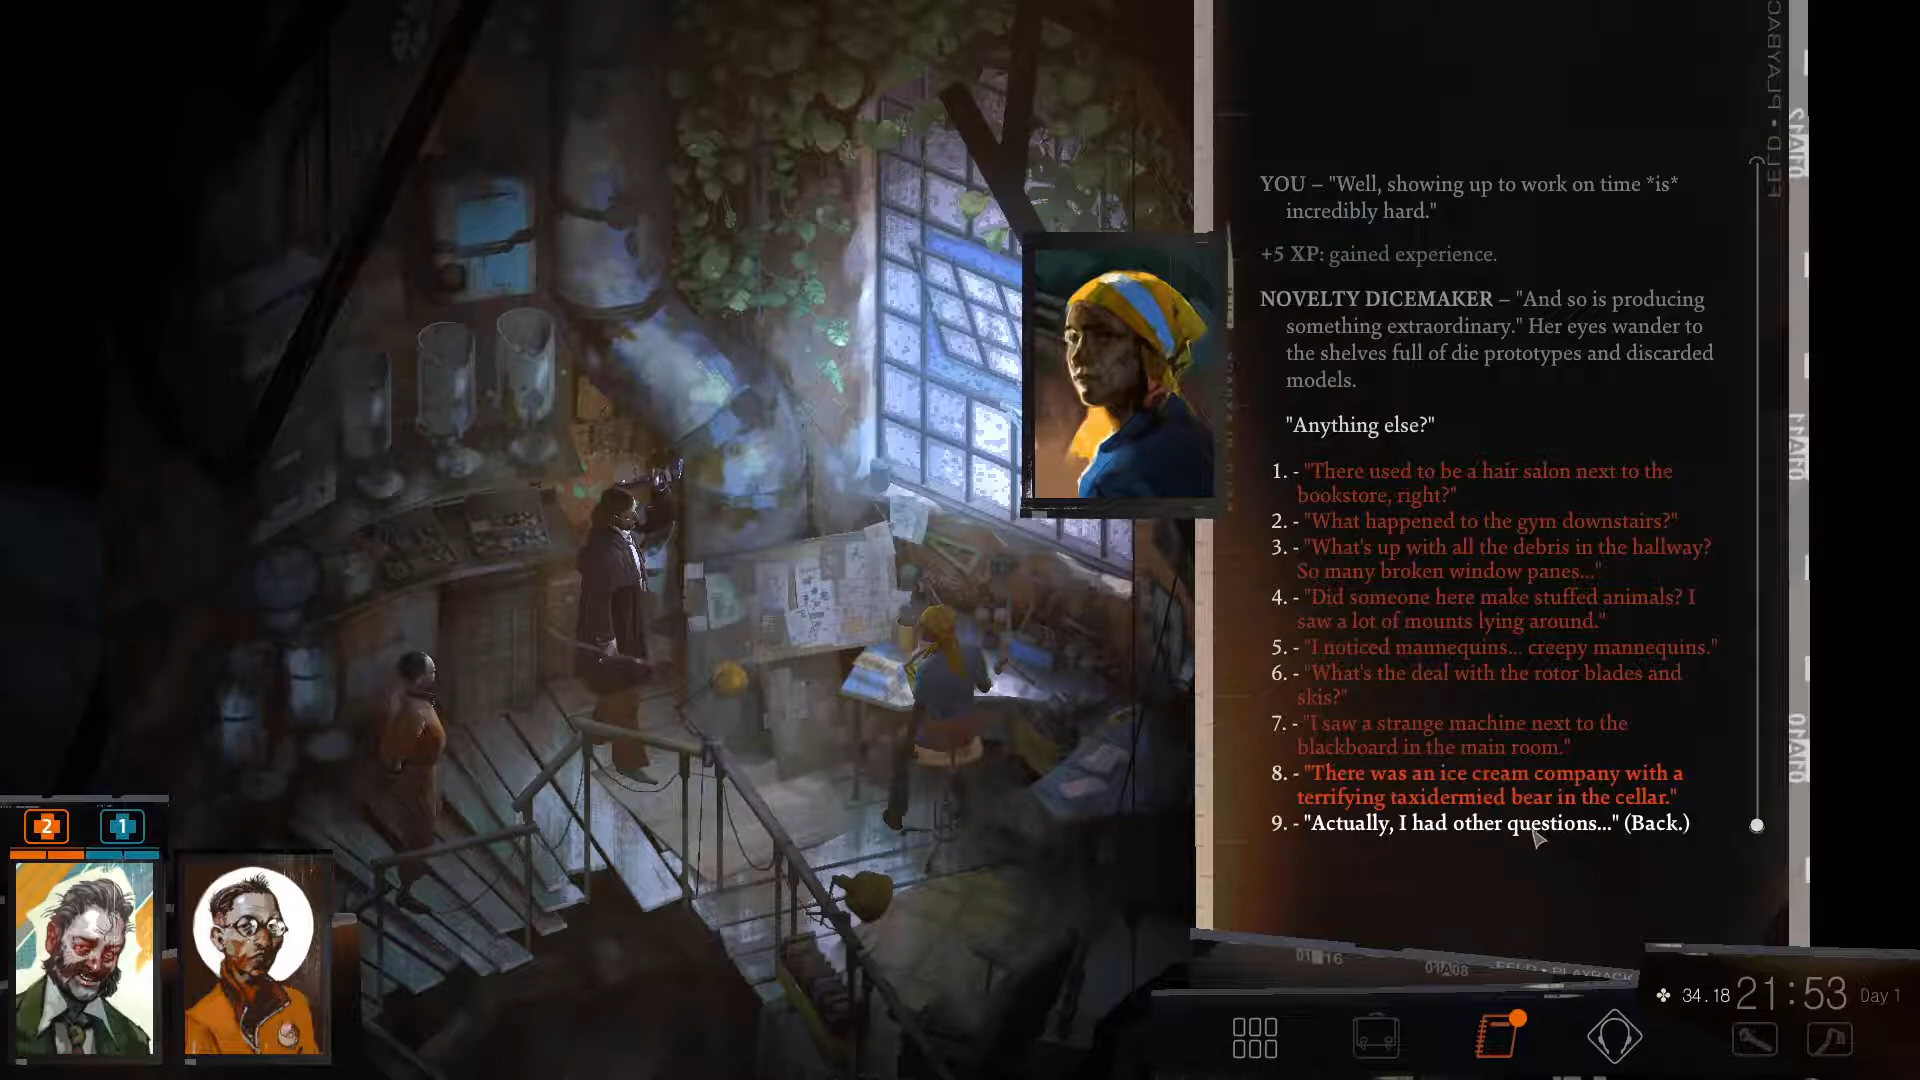 YOU – "Well, showing up to work on time *is*
incredibly hard."
+5 XP: gained experience.
NOVELTY DICEMAKER – "And so is producing
something extraordinary." Her eyes wander to
the shelves full of die prototypes and discarded
models.
"Anything else?"
1. - "There used to be a hair salon next to the
bookstore, right?"
2. - "What happened to the gym downstairs?"
3. - "What's up with all the debris in the hallway?
So many broken window panes..."
4. - "Did someone here make stuffed animals? I
saw a lot of mounts lying around."
5. - "I noticed mannequins... creepy mannequins."
6. - "What's the deal with the rotor blades and
skis?"
7. - "I saw a strange machine next to the
blackboard in the main room."
8. - "There was an ice cream company with a
terrifying taxidermied bear in the cellar."
9. - "Actually, I had other questions..." (Back.)
2 1
FELD • PLAYBACK
34.18 21:53 Day 1